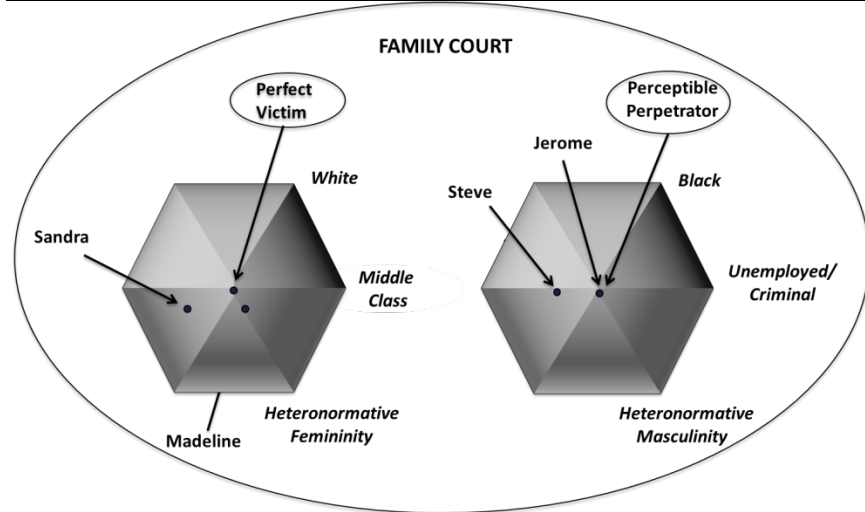 FAMILY COURT
Perfect
Victim
Perceptible
Perpetrator
Jerome
White
Black
Steve
Sandra
Middle
Class
Unemployed/
Criminal
Heteronormative
Femininity
Heteronormative
Masculinity
Madeline